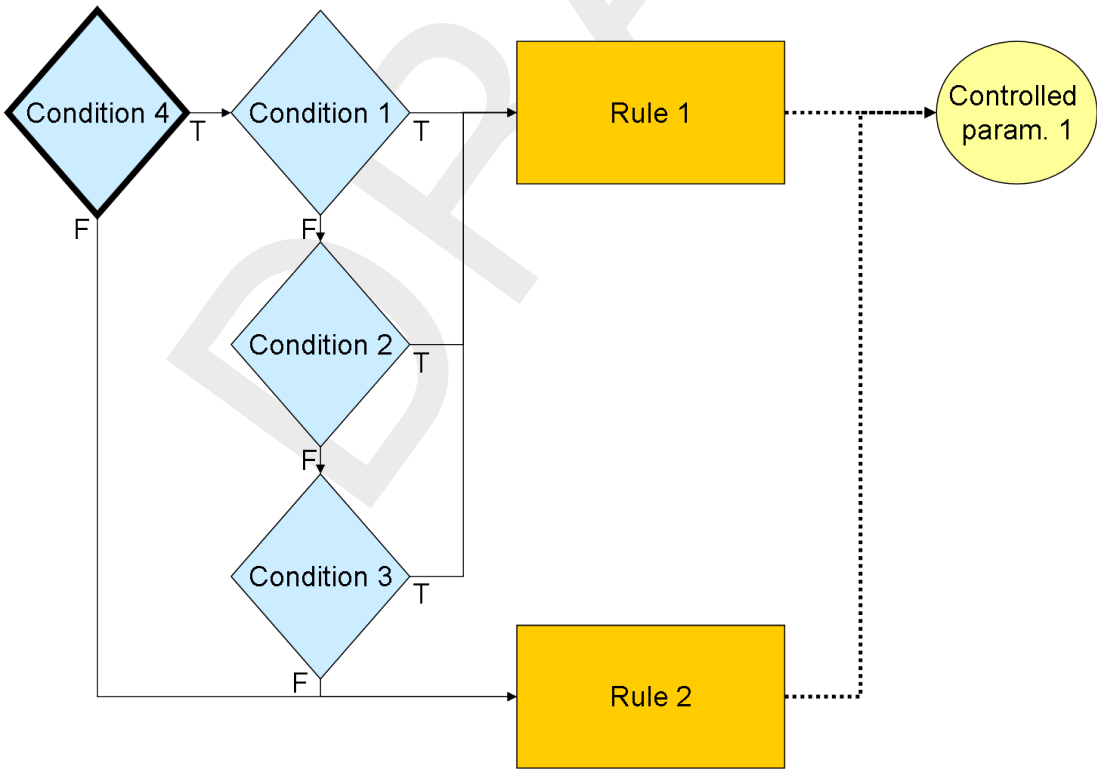 Condition 4
T
Condition 1
T
Rule 1
Controlled
param. 1
F
F
Condition 2
T
F
Condition 3
T
F
Rule 2